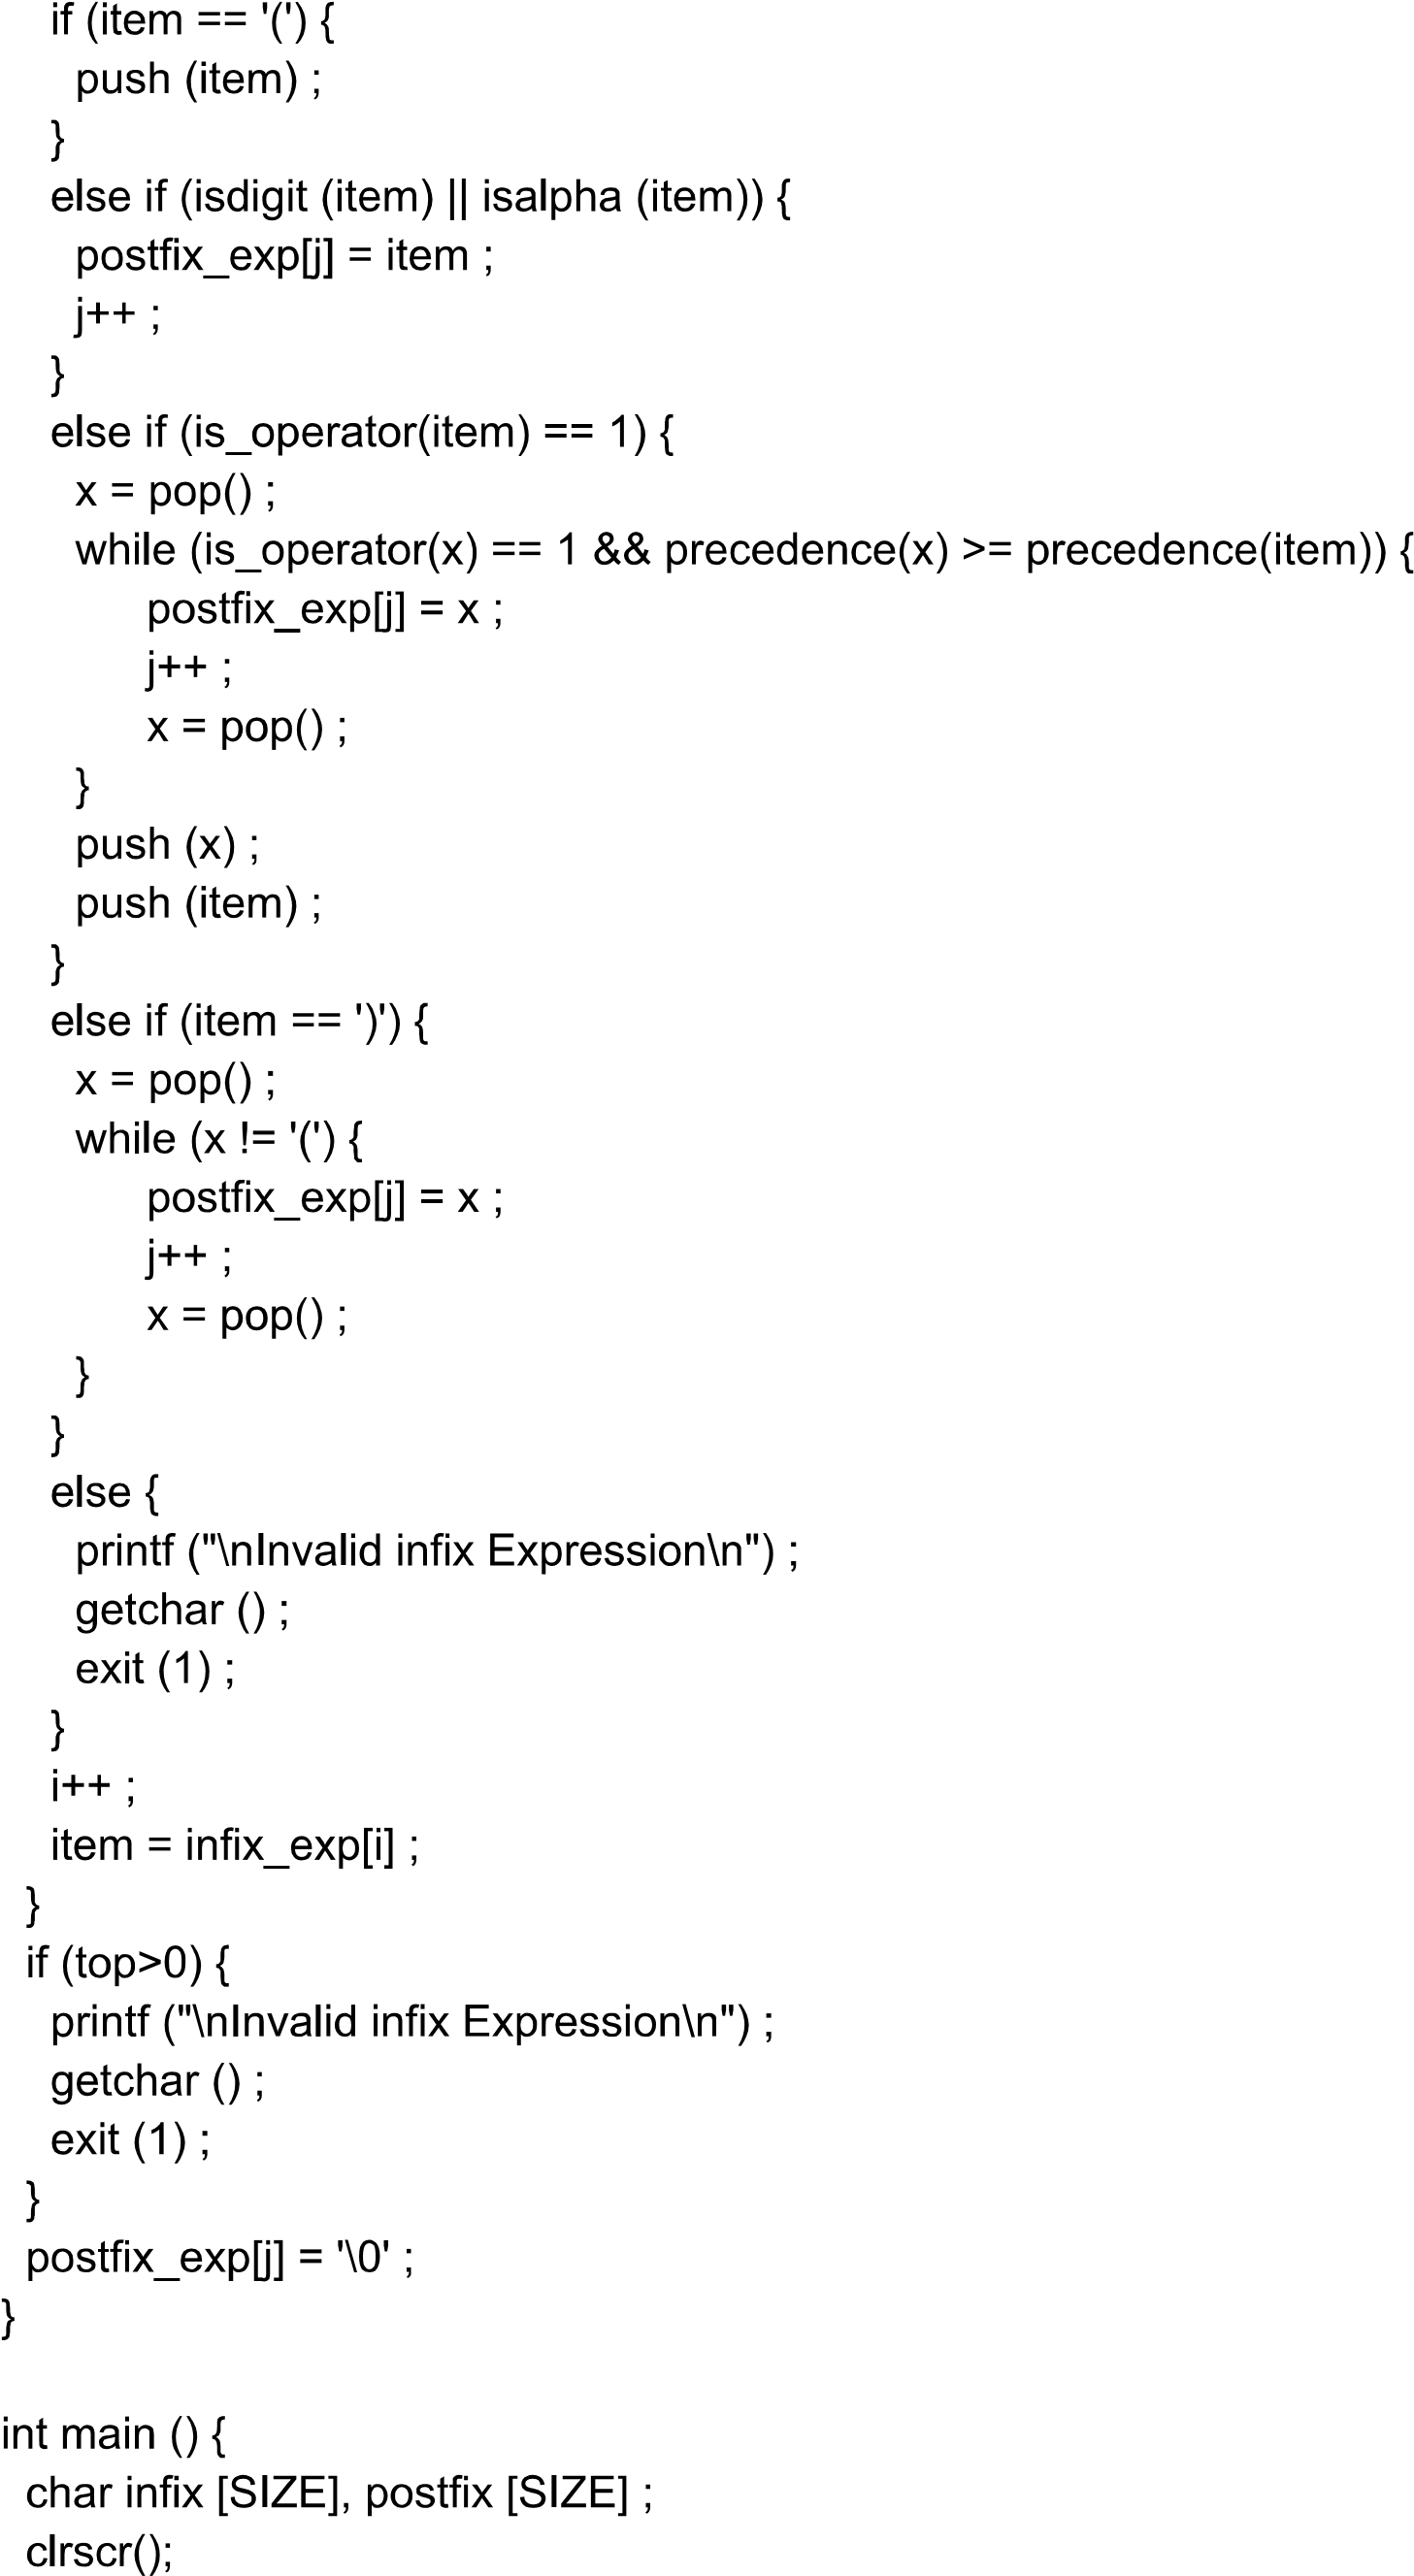 if (item == '(') {
push (item) ;
}
else if (isdigit (item) || isalpha (item)) {
postfix_exp[j] = item ;
j++ ;
}
else if (is_operator(item) == 1) {
x = pop() ;
while (is_operator(x) == 1 && precedence(x) >= precedence(item)) {
postfix_exp[j] = x ;
j++ ;
x = pop() ;
}
push (x) ;
push (item) ;
}
else if (item == ')') {
x = pop() ;
while (x != '(') {
postfix_exp[j] = x ;
j++ ;
x = pop() ;
}
}
else {
printf ("\nInvalid infix Expression\n") ;
getchar () ;
exit (1) ;
}
i++ ;
item = infix_exp[i] ;
}
if (top>0) {
printf ("\nInvalid infix Expression\n") ;
getchar () ;
exit (1) ;
}
postfix_exp[j] = '\0' ;
}
int main () {
char infix [SIZE], postfix [SIZE] ;
clrscr();